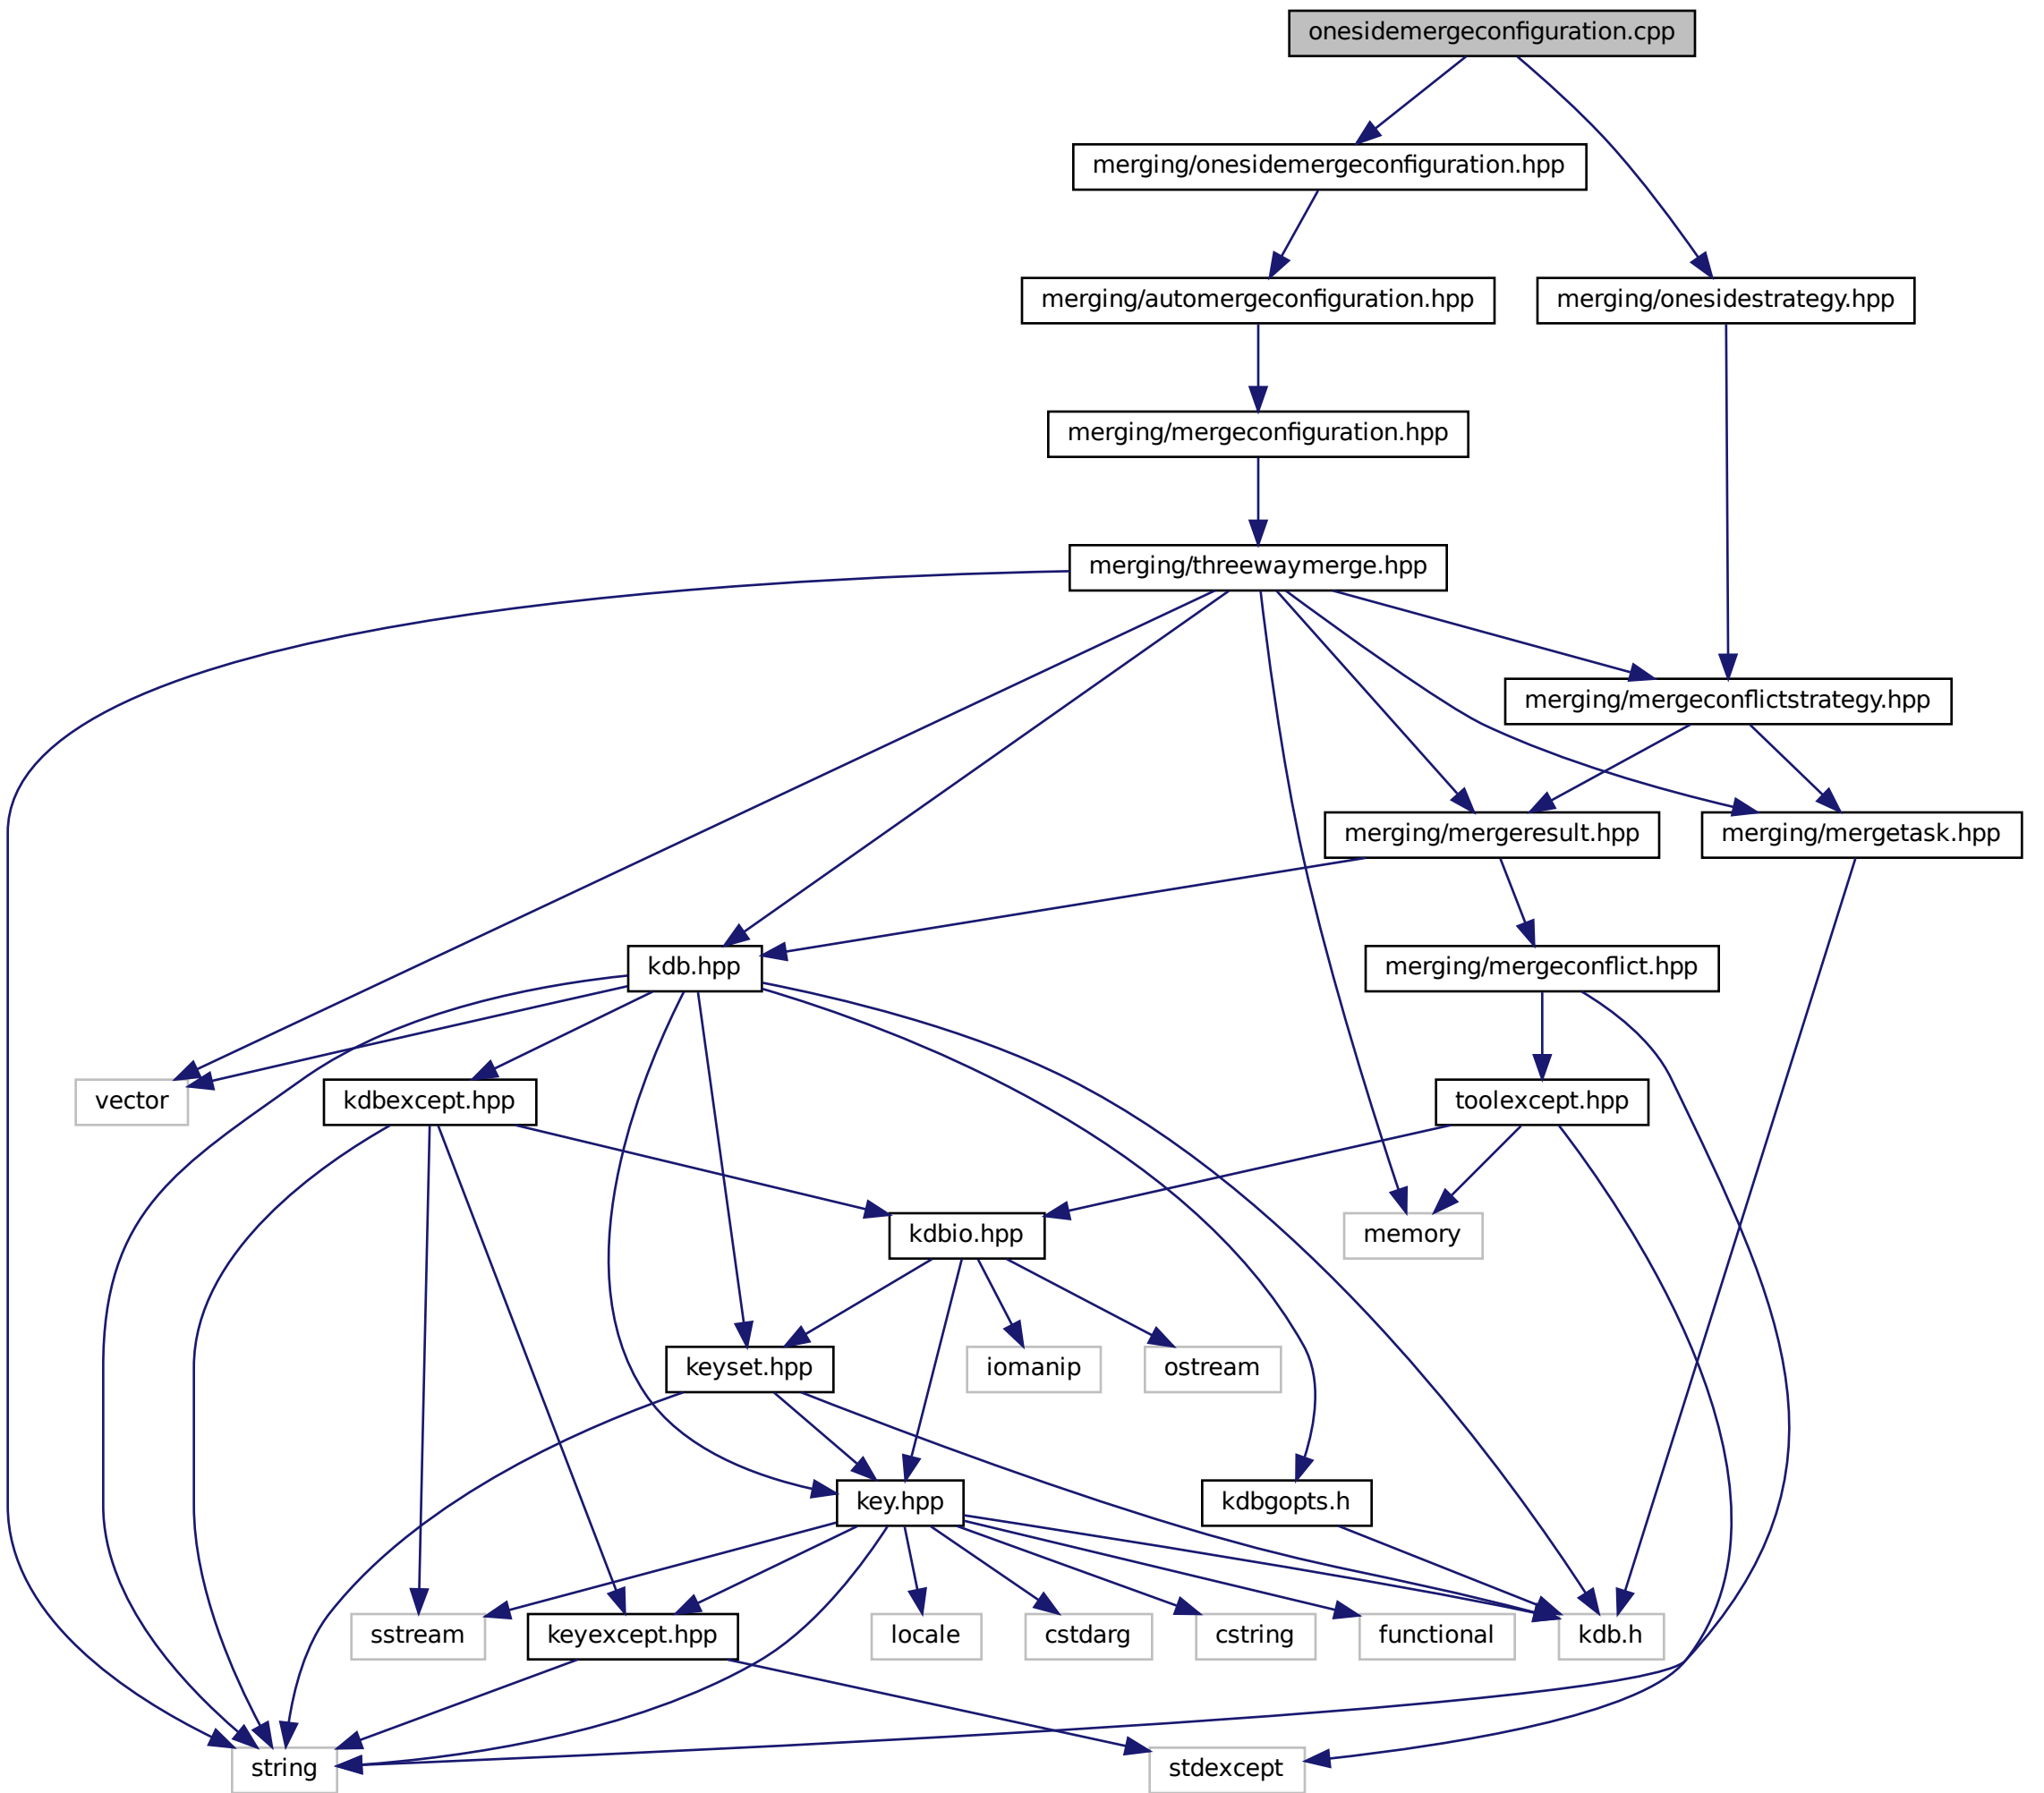 onesidemergeconfiguration.cpp
merging/onesidemergeconfiguration.hpp
merging/automergeconfiguration.hpp
merging/onesidestrategy.hpp
merging/mergeconfiguration.hpp
merging/threewaymerge.hpp
merging/mergeconflictstrategy.hpp
merging/mergeresult.hpp
merging/mergetask.hpp
kdb.hpp
merging/mergeconflict.hpp
vector
kdbexcept.hpp
toolexcept.hpp
kdbio.hpp
memory
keyset.hpp
iomanip
ostream
key.hpp
kdbgopts.h
sstream
keyexcept.hpp
locale
cstdarg
cstring
functional
kdb.h
string
stdexcept